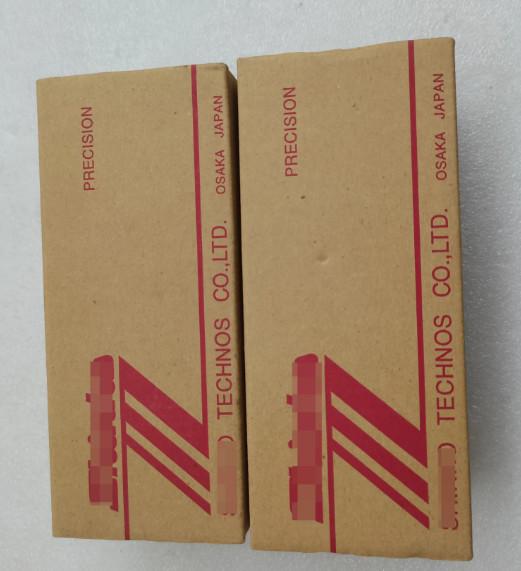 PRECISION
TECHNOS CO.,LTD. OSAKA JAPAN
PRECISION
TECHNOS CO.,LTD. OSAKA JAPAN